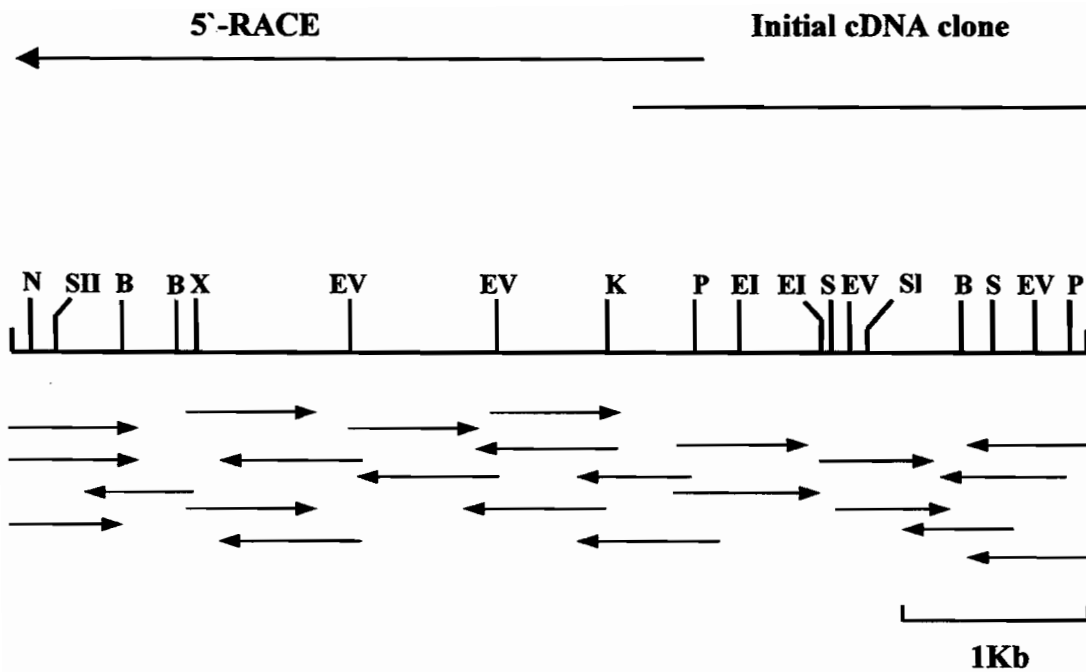 5`-RACE Initial cDNA clone
N SII B B X EV EV K P EI EI S EV SI B S EV P
1Kb